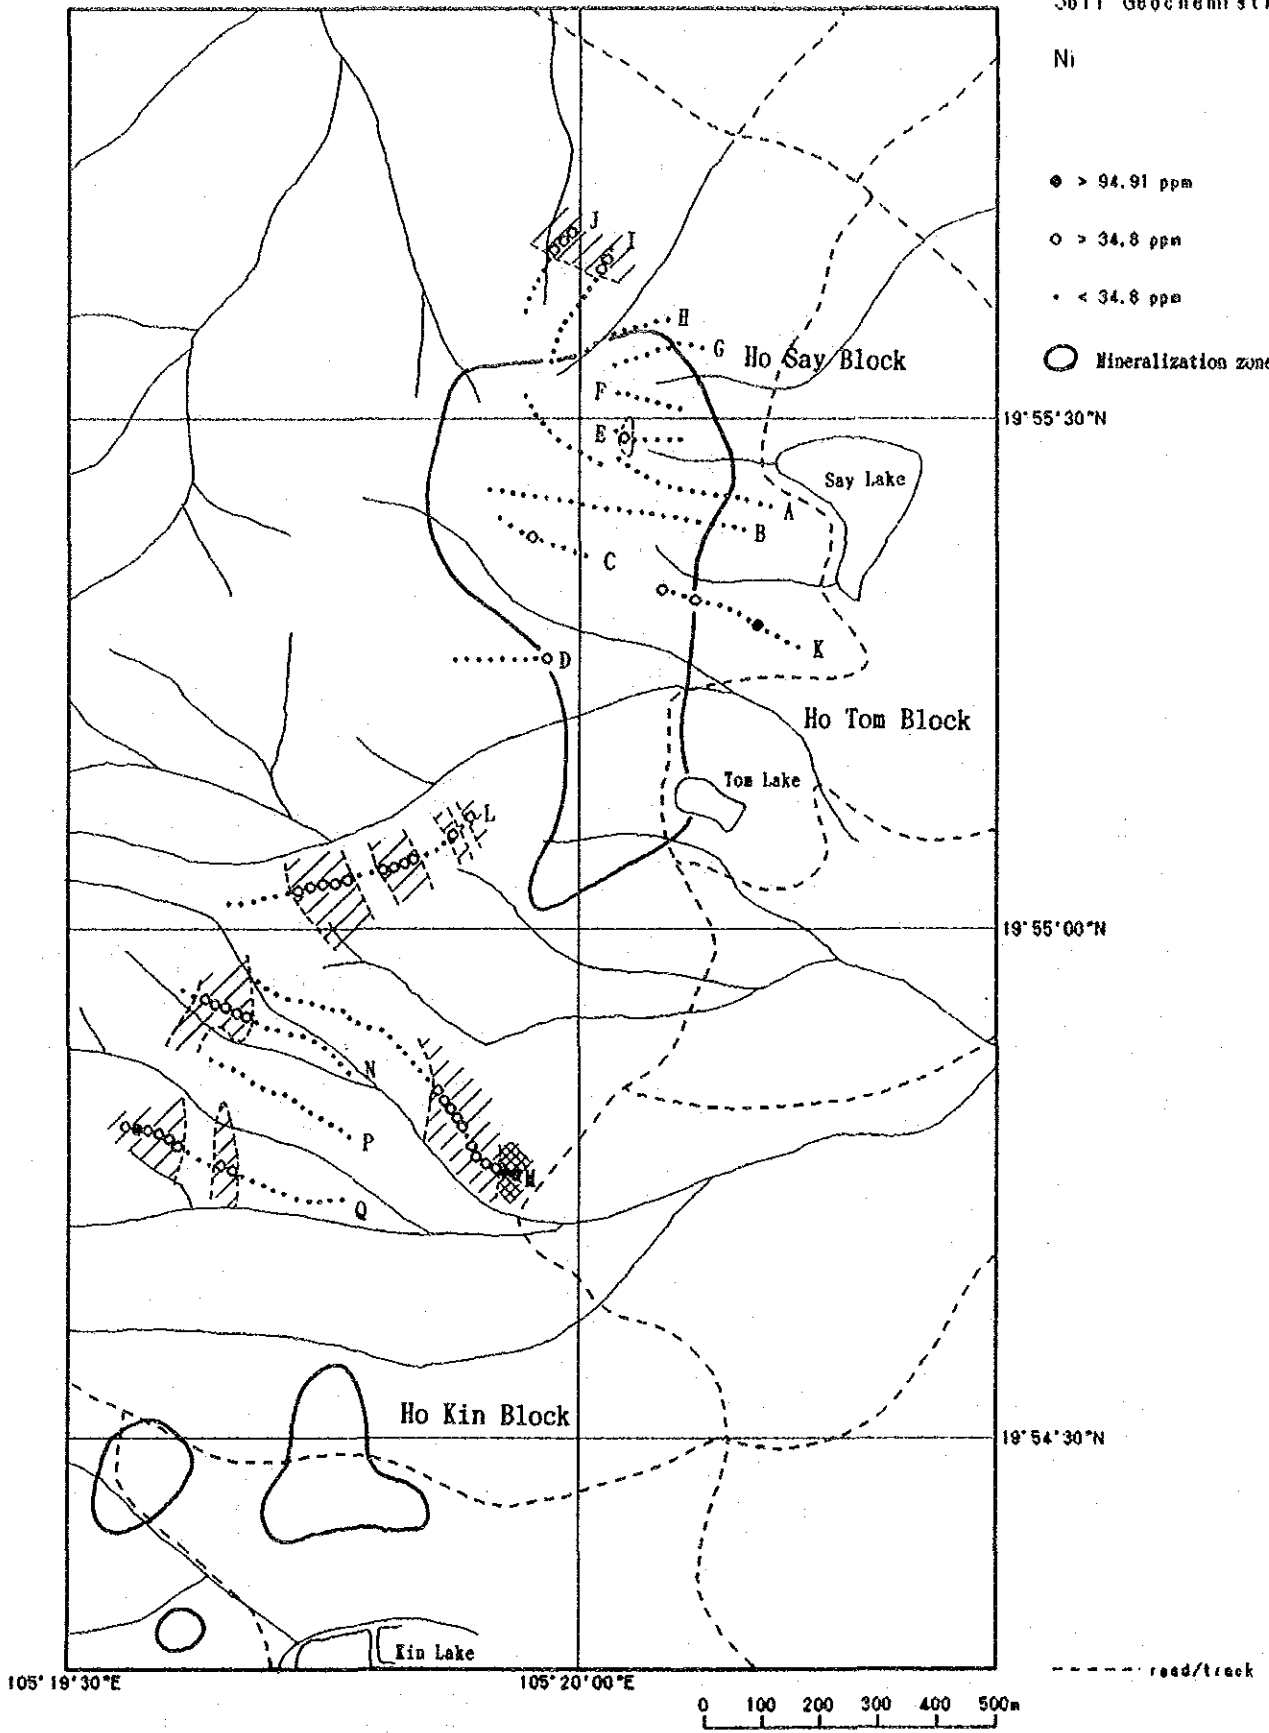 Soil Geochemist
Ni
● > 94.91 ppm
○ > 34.8 ppm
· < 34.8 ppm
Mineralization zone
J
I
H
G
Ho Say Block
F
19°55'30"N
E
Say Lake
A
B
C
K
D
Ho Tom Block
Tom Lake
L
19°55'00"N
N
P
M
Q
Ho Kin Block
19°54'30"N
Kin Lake
105°19'30"E
105°20'00"E
road/track
0 100 200 300 400 500m